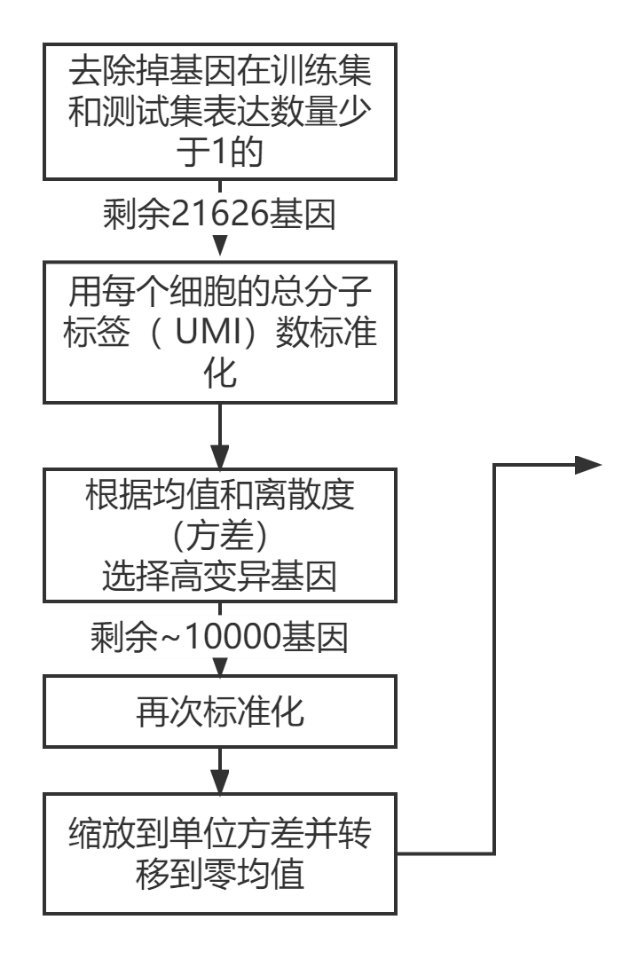 去除掉基因在训练集
和测试集表达数量少
于1的
剩余21626基因
用每个细胞的总分子
标签（ UMI）数标准
化
根据均值和离散度
（方差）
选择高变异基因
剩余~10000基因
再次标准化
缩放到单位方差并转
移到零均值